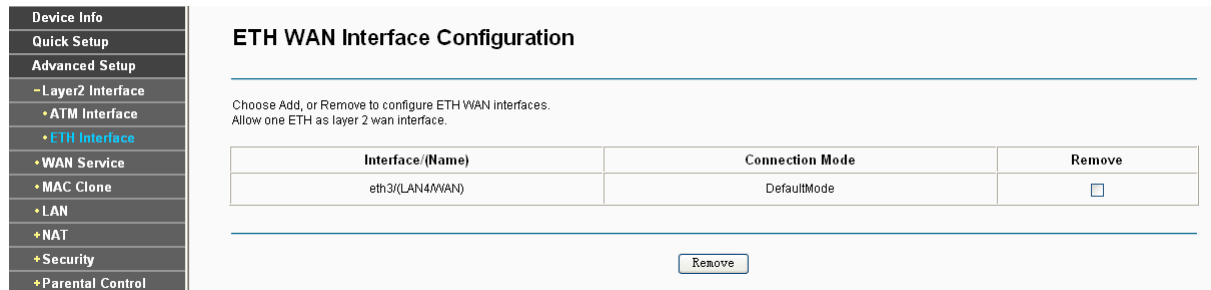 Device Info
Quick Setup
Advanced Setup
Layer2 Interface
ATM Interface
ETH Interface
WAN Service
MAC Clone
LAN
NAT
Security
Parental Control
ETH WAN Interface Configuration
Choose Add, or Remove to configure ETH WAN interfaces.
Allow one ETH as layer 2 wan interface.
Interface/(Name) Connection Mode Remove
eth3/(LAN4/WAN) DefaultMode
Remove